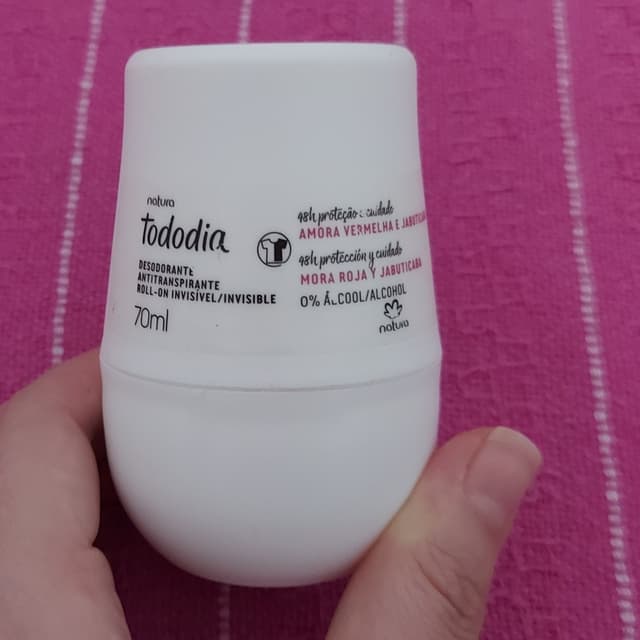 natura
tododia
DESODORANTE
ANTITRANSPIRANTE
ROLL-ON INVISÍVEL/INVISIBLE
70ml
48h proteção e cuidado
AMORA VERMELHA E JABUTICABA
48h protección y cuidado
MORA ROJA Y JABUTICABA
0% ÁLCOOL/ALCOHOL
natura